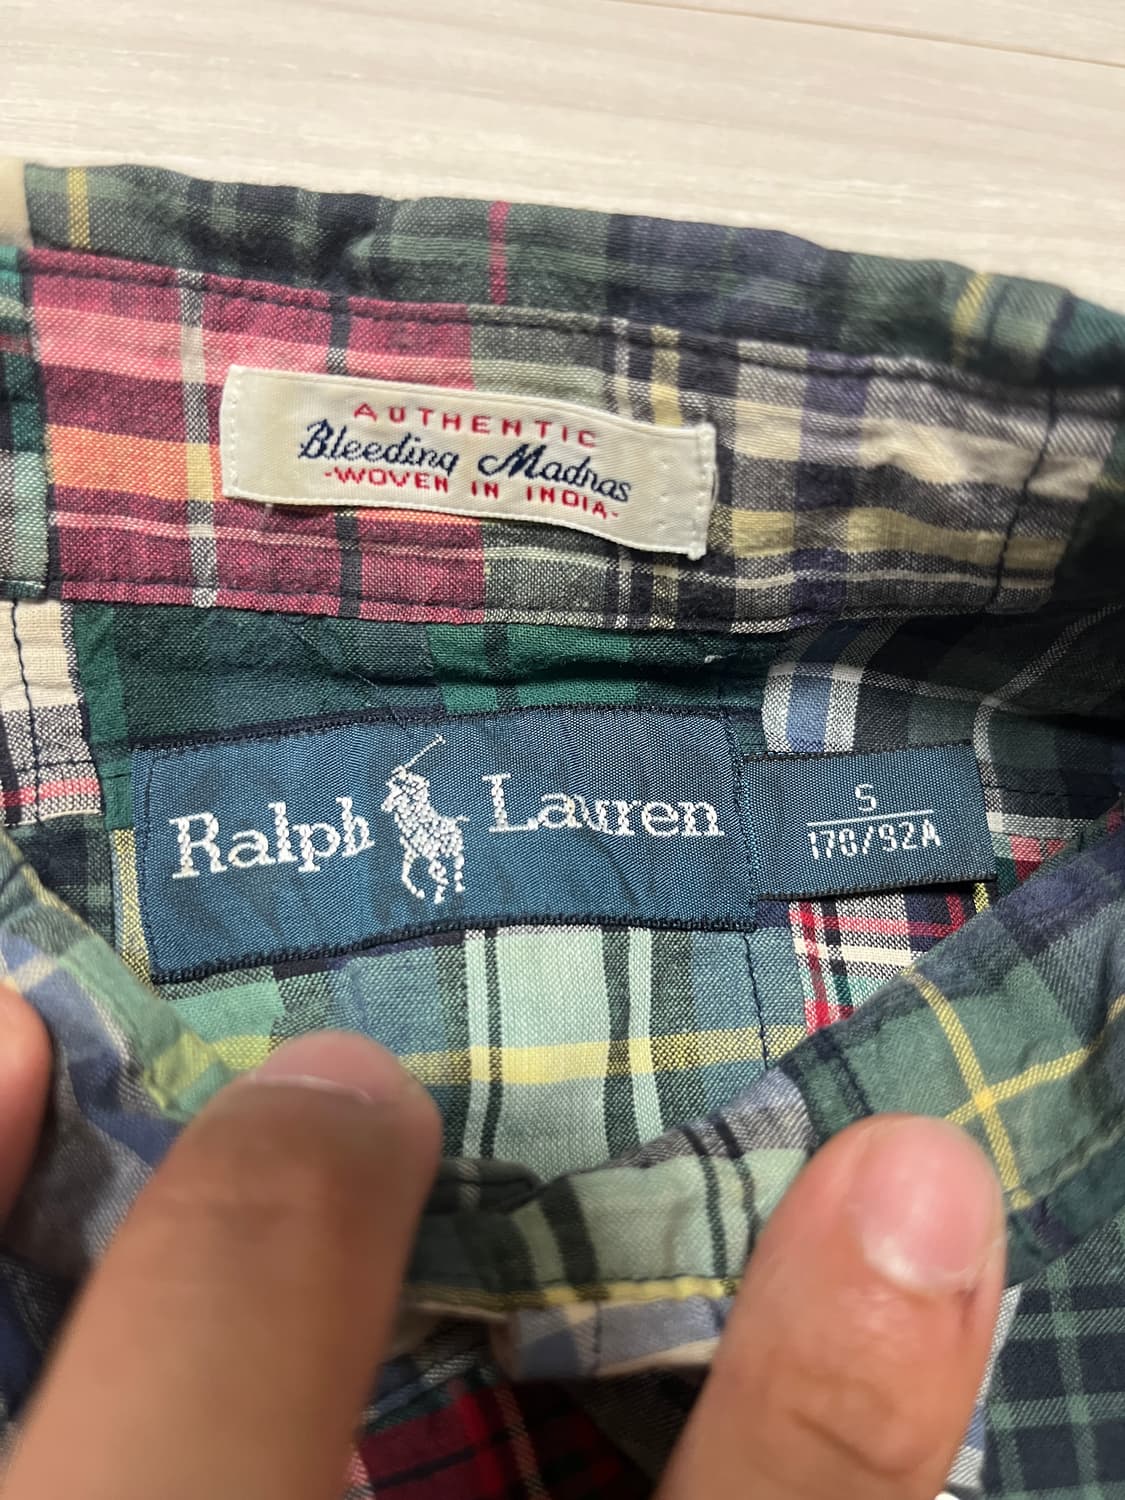 AUTHENTIC
Bleeding Madras
-WOVEN IN INDIA-
Ralph Lauren
S
170/92A